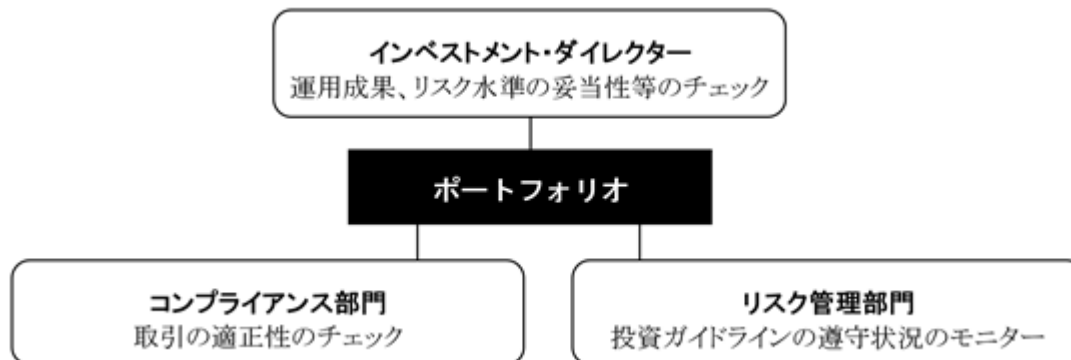 インベストメント・ダイレクター
運用成果、リスク水準の妥当性等のチェック
ポートフォリオ
コンプライアンス部門
取引の適正性のチェック
リスク管理部門
投資ガイドラインの遵守状況のモニター